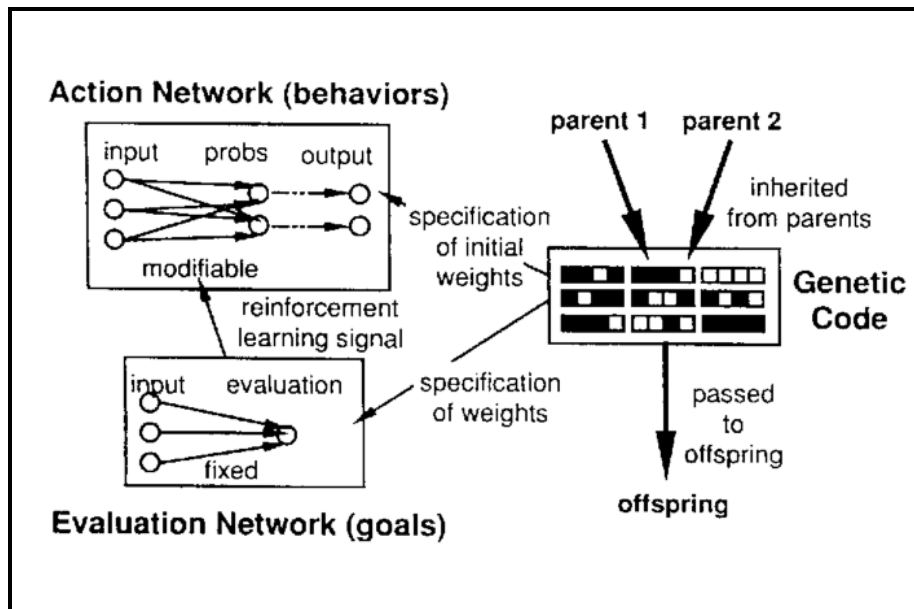 Action Network (behaviors)
input probs output
modifiable
reinforcement
learning signal
input evaluation
fixed
Evaluation Network (goals)
specification
of initial
weights
specification
of weights
parent 1 parent 2
inherited
from parents
Genetic
Code
passed
to
offspring
offspring